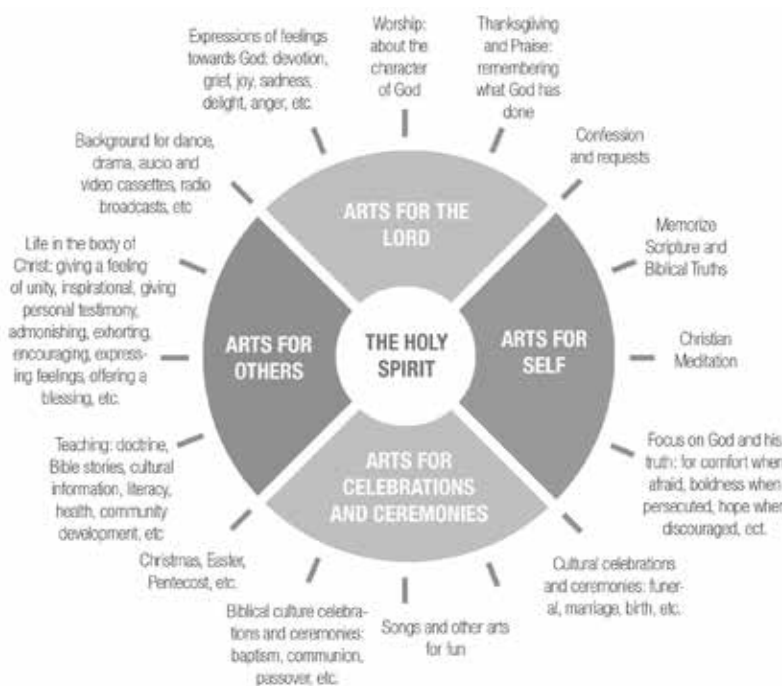 Worship:
about the
character
of God
Thanksgiving
and Praise:
remembering
what God has
done
Expressions of feelings
towards God: devotion,
grief, joy, sadness,
delight, anger, etc.
Confession
and requests
Background for dance,
drama, aucio and
video cassettes, radio
broadcasts, etc
Memorize
Scripture and
Biblical Truths
Life in the body of
Christ: giving a feeling
of unity, inspirational, giving
personal testimony,
admonishing, exhorting,
encouraging, express-
ing feelings, offering a
blessing, etc.
Christian
Meditation
Teaching: doctrine,
Bible stories, cultural
information, literacy,
health, community
development, etc
Focus on God and his
truth: for comfort when
afraid, boldness when
persecuted, hope when
discouraged, ect.
Christmas, Easter,
Pentecost, etc.
Cultural celebrations
and ceremonies: funer-
al, marriage, birth, etc.
Biblical culture celebra-
tions and ceremonies:
baptism, communion,
passover, etc.
Songs and other arts
for fun
ARTS FOR THE
LORD
ARTS FOR
OTHERS
THE HOLY
SPIRIT
ARTS FOR
SELF
ARTS FOR
CELEBRATIONS
AND CEREMONIES